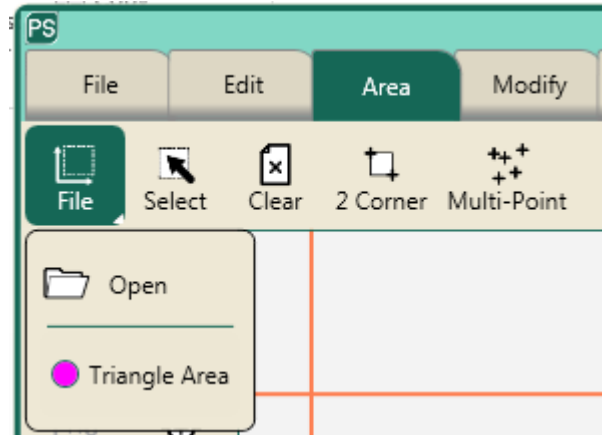 PS
File Edit Area Modify
File Select Clear 2 Corner Multi-Point
Open
Triangle Area